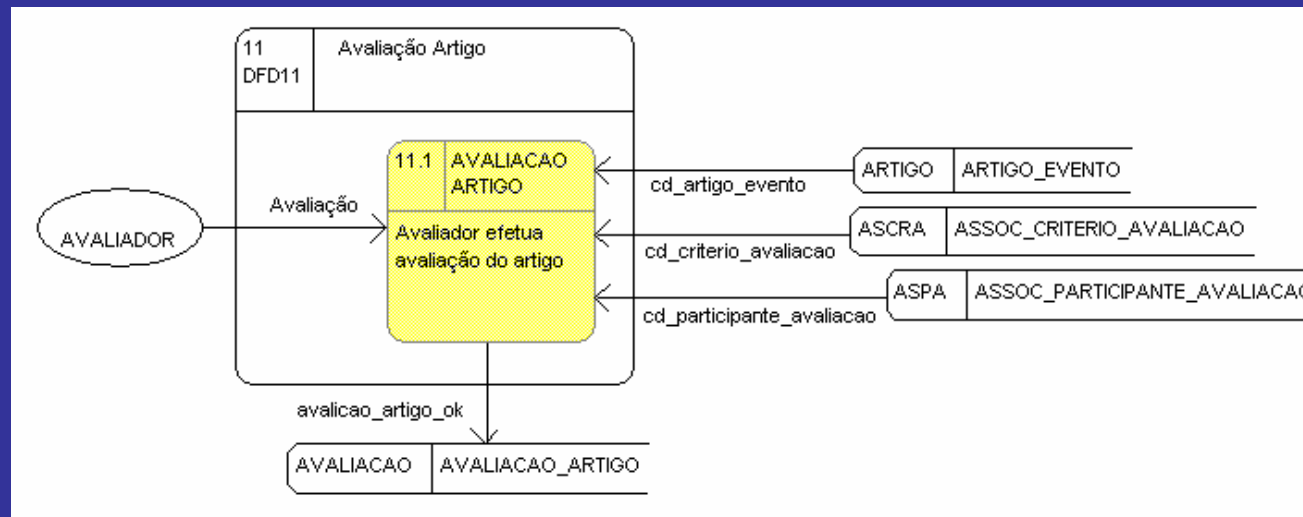 11
DFD11
Avaliação Artigo
11.1
AVALIACAO
ARTIGO
Avaliador efetua
avaliação do artigo
AVALIADOR
Avaliação
cd_artigo_evento
ARTIGO
ARTIGO_EVENTO
cd_criterio_avaliacao
ASCRA
ASSOC_CRITERIO_AVALIACAO
cd_participante_avaliacao
ASPA
ASSOC_PARTICIPANTE_AVALIACAO
avalicao_artigo_ok
AVALIACAO
AVALIACAO_ARTIGO